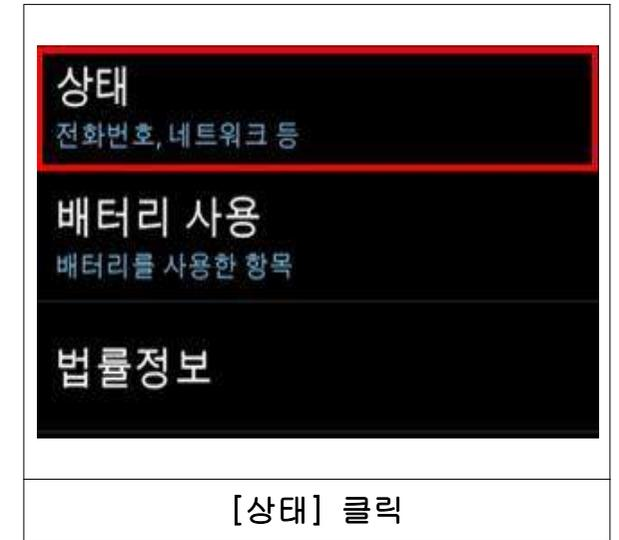 상태
전화번호, 네트워크 등
배터리 사용
배터리를 사용한 항목
법률정보
[상태] 클릭